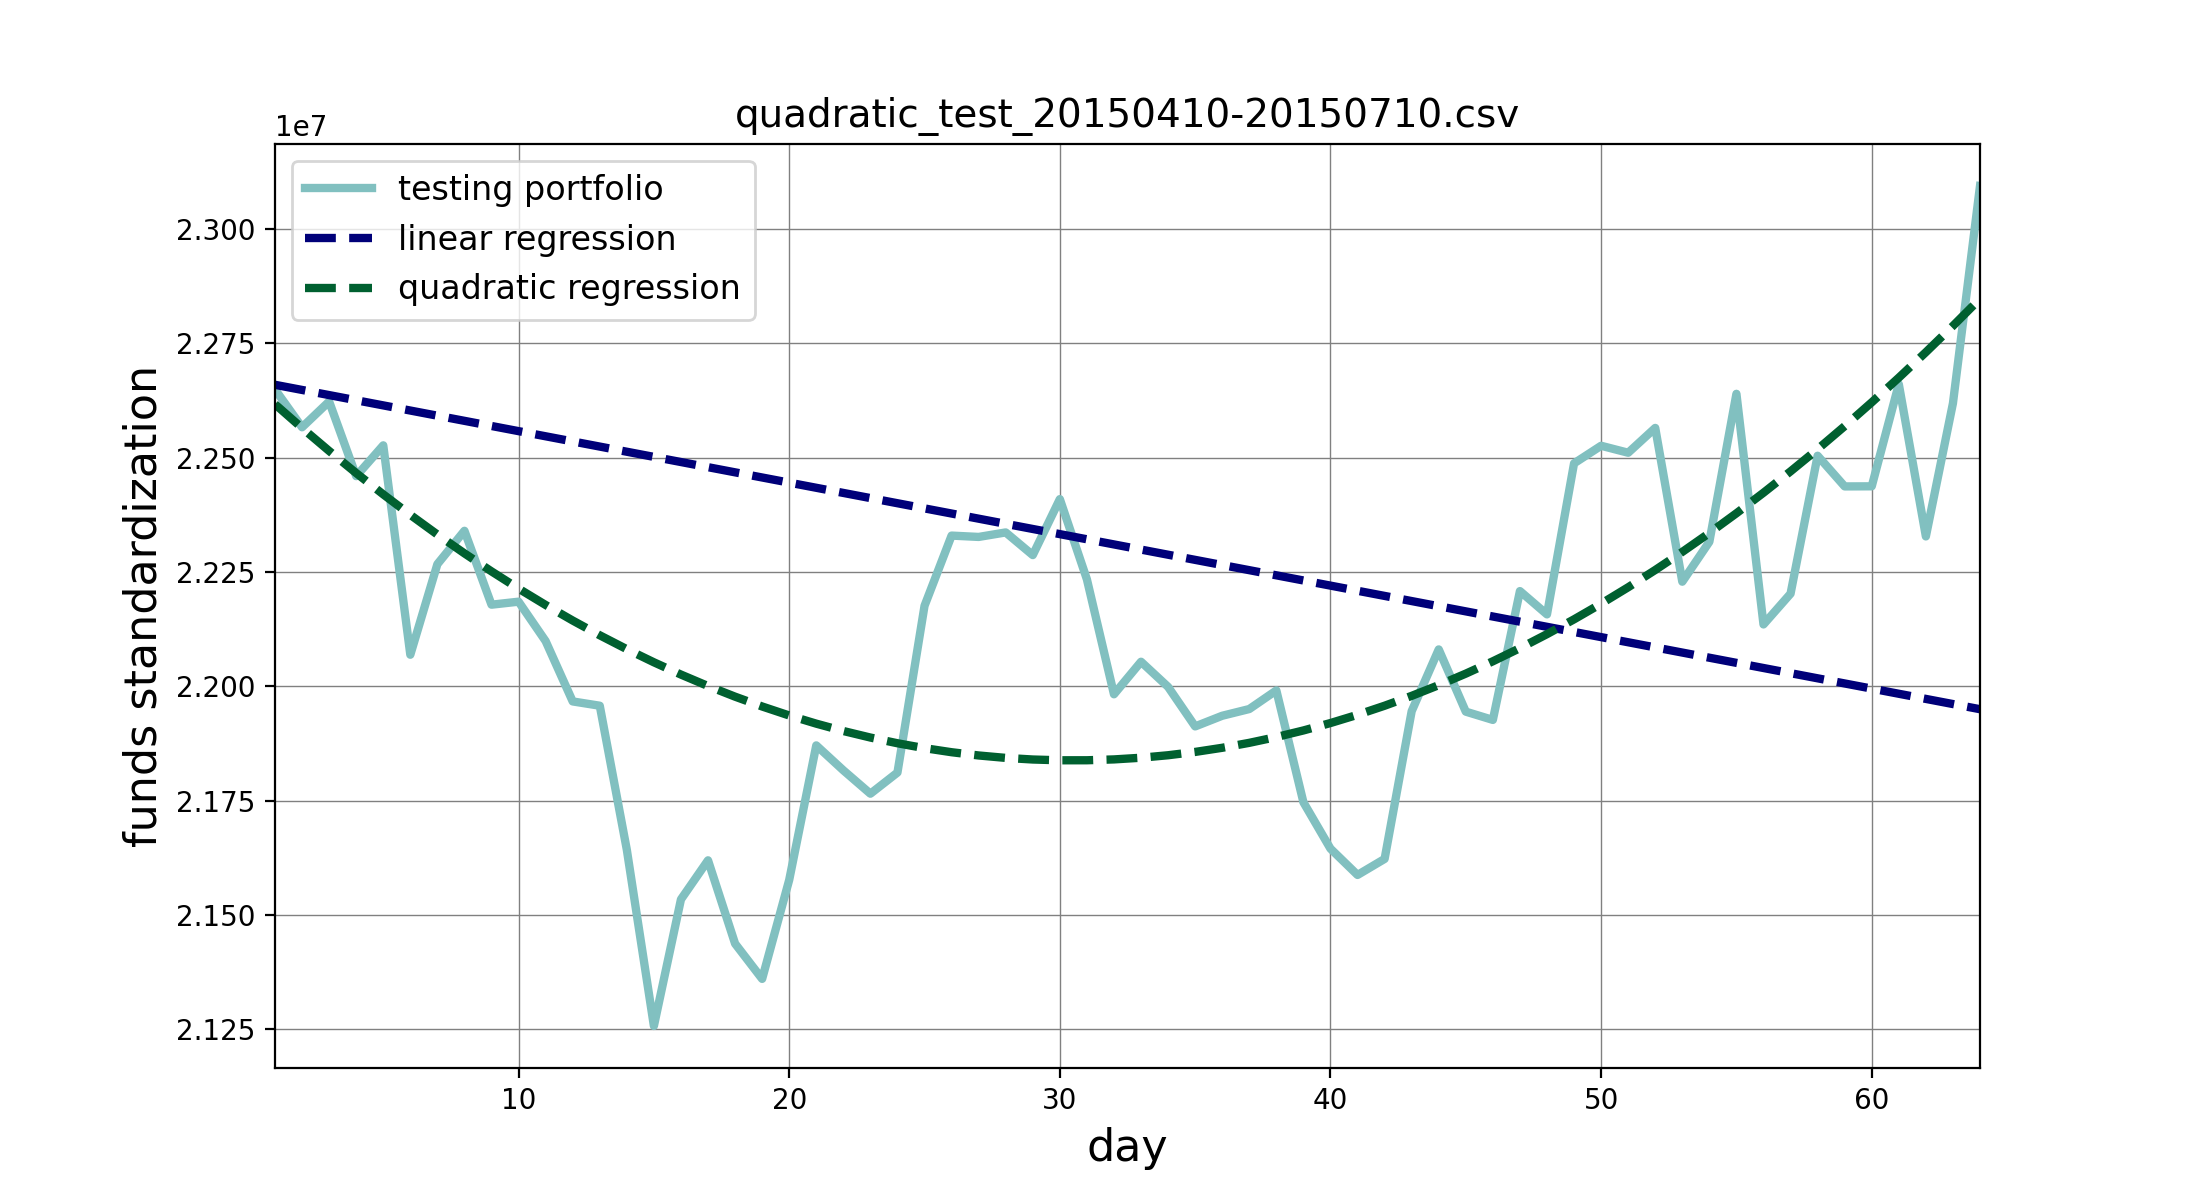 quadratic_test_20150410-20150710.csv
1e7
testing portfolio
linear regression
quadratic regression
funds standardization
2.300
2.275
2.250
2.225
2.200
2.175
2.150
2.125
10 20 30 40 50 60
day